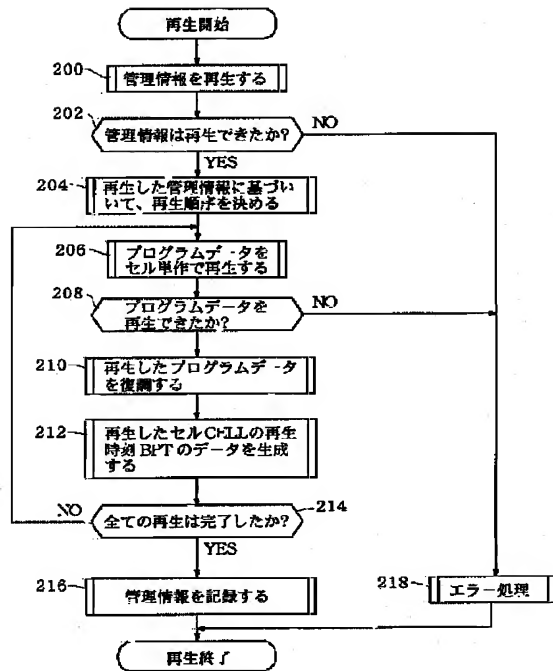 再生開始
200
管理情報を再生する
202
管理情報は再生できたか?
NO
YES
204
再生した管理情報に基づい
いて、再生順序を決める
206
プログラムデータを
セル単作で再生する
208
プログラムデータを
再生できたか?
NO
210
再生したプログラムデータ
を復調する
212
再生したセルCELLの再生
時刻BPTのデータを生成
する
NO
全ての再生は完了したか?
214
YES
216
管理情報を記録する
218
エラー処理
再生終了